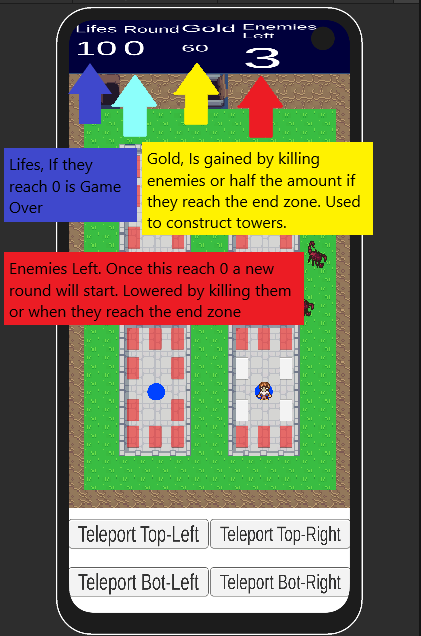 Lifes Round Gold Enemies Left
100 0 60 3
Lifes, If they
reach 0 is Game
Over
Gold, Is gained by killing
enemies or half the amount if
they reach the end zone. Used
to construct towers.
Enemies Left. Once this reach 0 a new
round will start. Lowered by killing them
or when they reach the end zone
Teleport Top-Left
Teleport Top-Right
Teleport Bot-Left
Teleport Bot-Right